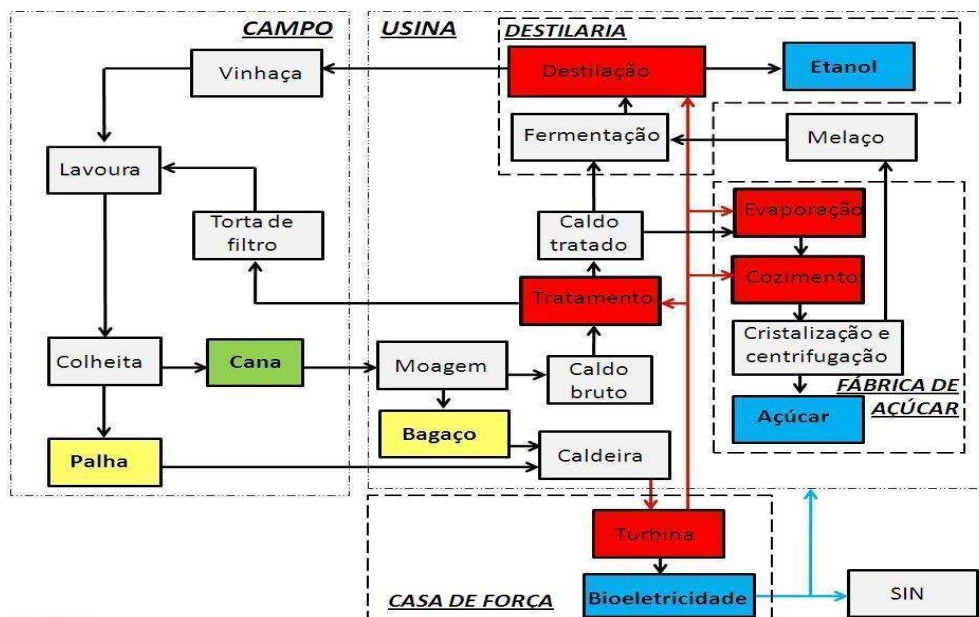 CAMPO
USINA
DESTILARIA
Vinhaça
Destilação
Etanol
Fermentação
Melaço
Lavoura
Torta de
filtro
Caldo
tratado
Evaporação
Cozimento
Tratamento
Cristalização e
centrifugação
Colheita
Cana
Moagem
Caldo
bruto
FÁBRICA DE
AÇÚCAR
Açúcar
Bagaço
Palha
Caldeira
Turbina
CASA DE FORÇA
Bioeletricidade
SIN